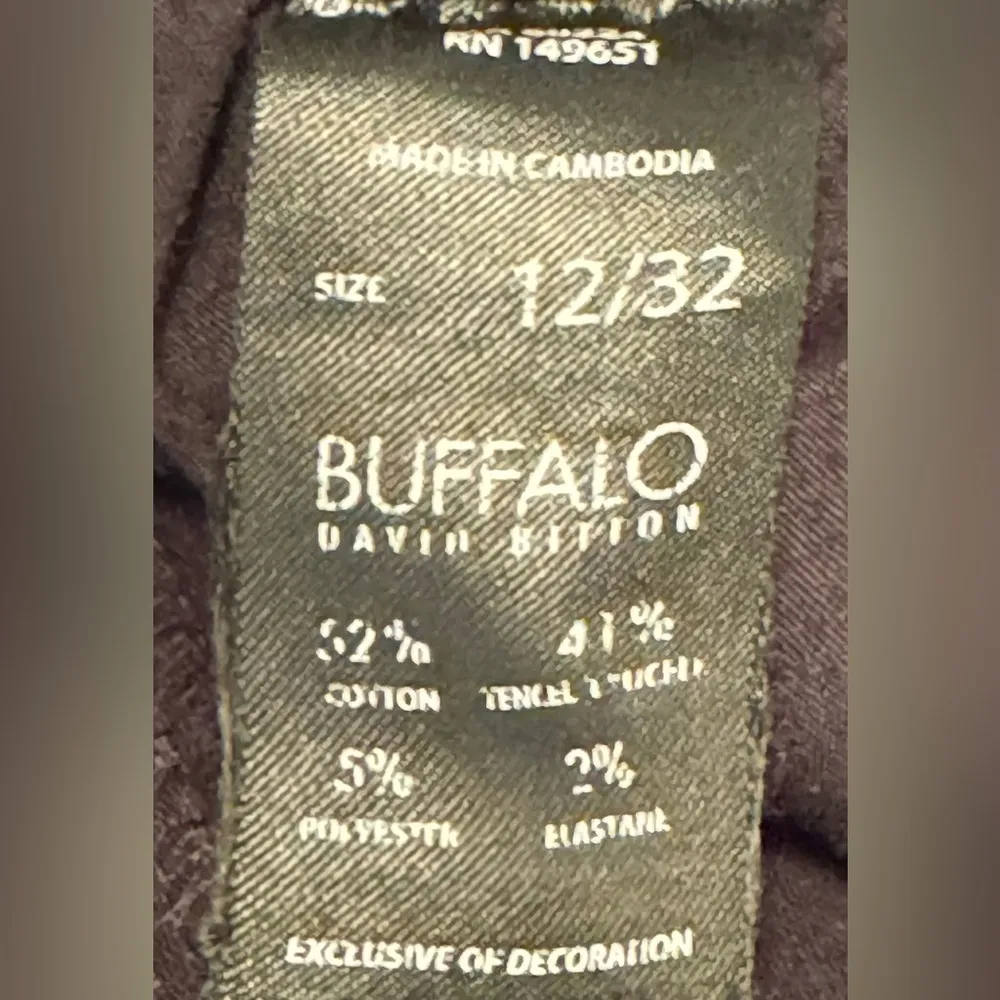 RN 149651
MADE IN CAMBODIA
SIZE 12/32
BUFFALO
DAVID BITTON
52% 41%
COTTON TENCEL
5% 2%
POLYESTER ELASTANE
EXCLUSIVE OF DECORATION